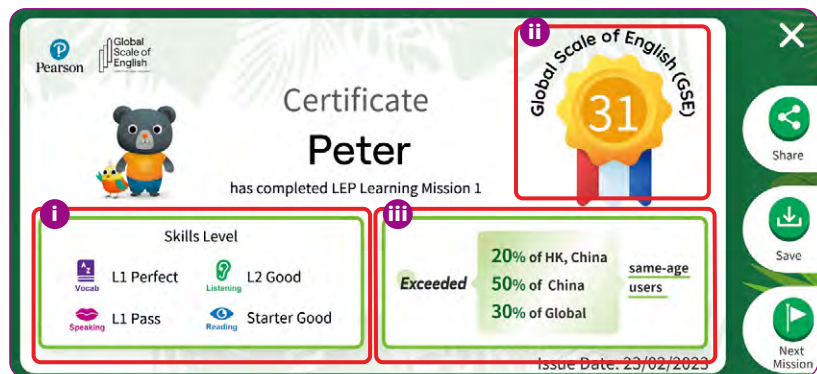 Pearson
Global
Scale of
English
Certificate
Peter
has completed LEP Learning Mission 1
ii
Global Scale of English (GSE)
31
Share
Save
Next
Mission
i
Skills Level
AZ
Vocab
L1 Perfect
Listening
L2 Good
Speaking
L1 Pass
Reading
Starter Good
iii
Exceeded
20% of HK, China
50% of China
30% of Global
same-age
users
Issue Date: 23/02/2023